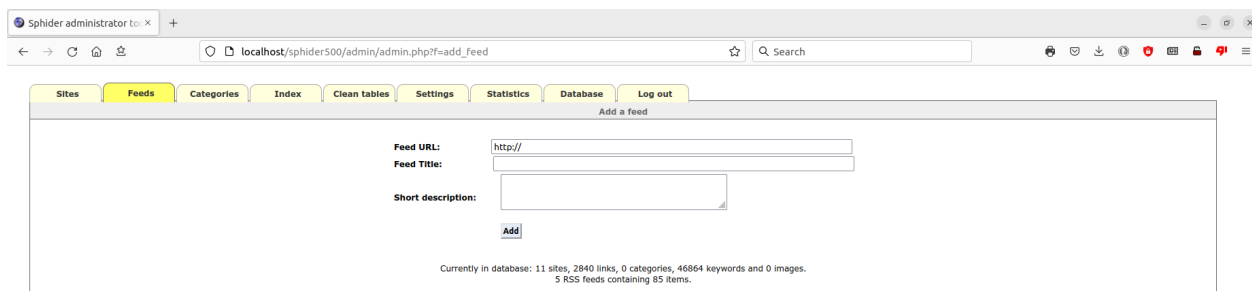 Sphider administrator too
localhost/sphider500/admin/admin.php?f=add_feed
Search
Sites Feeds Categories Index Clean tables Settings Statistics Database Log out
Add a feed
Feed URL: http://
Feed Title:
Short description:
Add
Currently in database: 11 sites, 2840 links, 0 categories, 46864 keywords and 0 images.
5 RSS feeds containing 85 items.